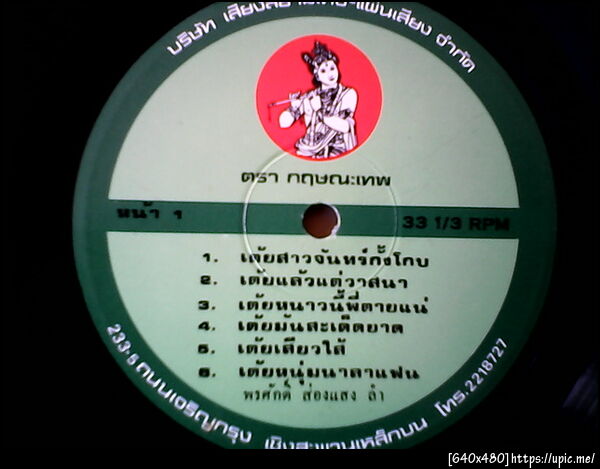 บริษัท เสียงสยามเทป-แผ่นเสียง จำกัด
ตรา กฤษณะเทพ
หน้า 1
33 1/3 RPM
1. เต้ยสาวจันทร์กั้งโกบ
2. เต้ยแล้วแต่วาสนา
3. เต้ยหนาวนี้พี่ตายแน่
4. เต้ยมันสะเด็ดยาด
5. เต้ยเสียวไส้
6. เต้ยหนุ่มนาลาแฟน
พรศักดิ์ ส่องแสง ลำ
233-5 ถนนเจริญกรุง เชิงสะพานเหล็กบน โทร.2218727
[640x480]https://upic.me/